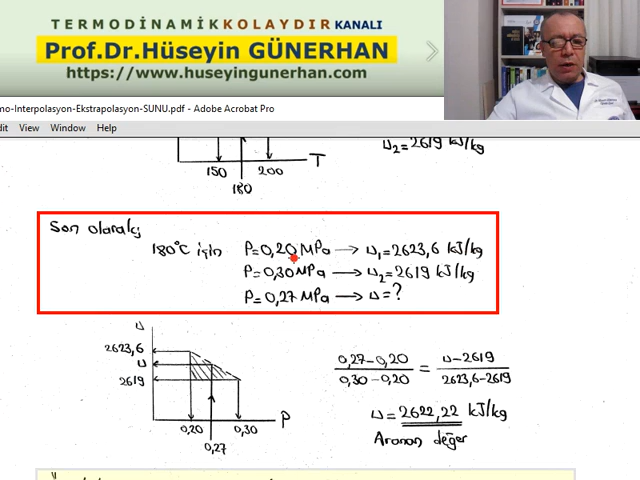 TERMODİNAMİKKOLAYDIR KANALI
Prof.Dr.Hüseyin GÜNERHAN
https://www.huseyingunerhan.com
mo-Interpolasyon-Ekstrapolasyon-SUNU.pdf - Adobe Acrobat Pro
dit View Window Help
u₂=2619 kJ/kg
150 200 T
180
Son olarak;
180°C için P=0,20 MPa → u₁=2623,6 kJ/kg
P=0,30 MPa → u₂=2619 kJ/kg
P=0,27 MPa → u=?
u
2623,6
u
2619
0,20 0,30 P
0,27
0,27-0,20 / 0,30-0,20 = u-2619 / 2623,6-2619
u=2622,22 kJ/kg
Aranan değer